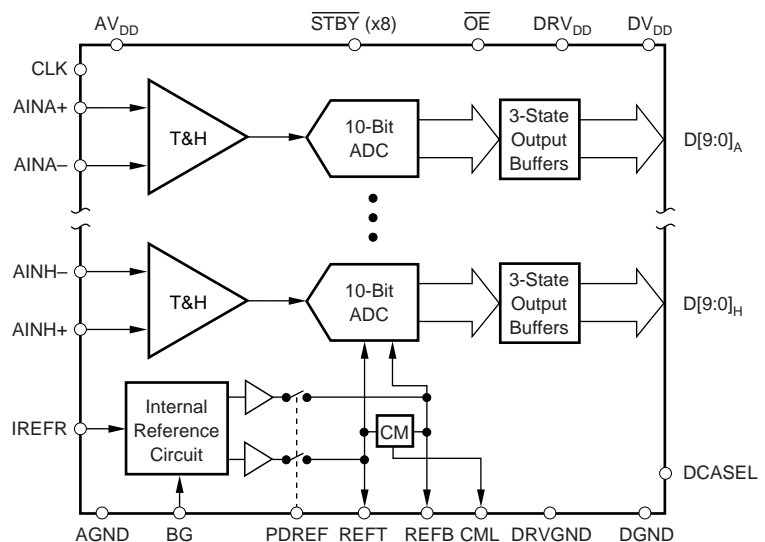 AVDD
STBY (x8)
OE
DRVDD
DVDD
CLK
AINA+
AINA–
T&H
10-Bit
ADC
3-State
Output
Buffers
D[9:0]A
AINH–
AINH+
T&H
10-Bit
ADC
3-State
Output
Buffers
D[9:0]H
IREFR
Internal
Reference
Circuit
CM
DCASEL
AGND
BG
PDREF
REFT
REFB
CML
DRVGND
DGND